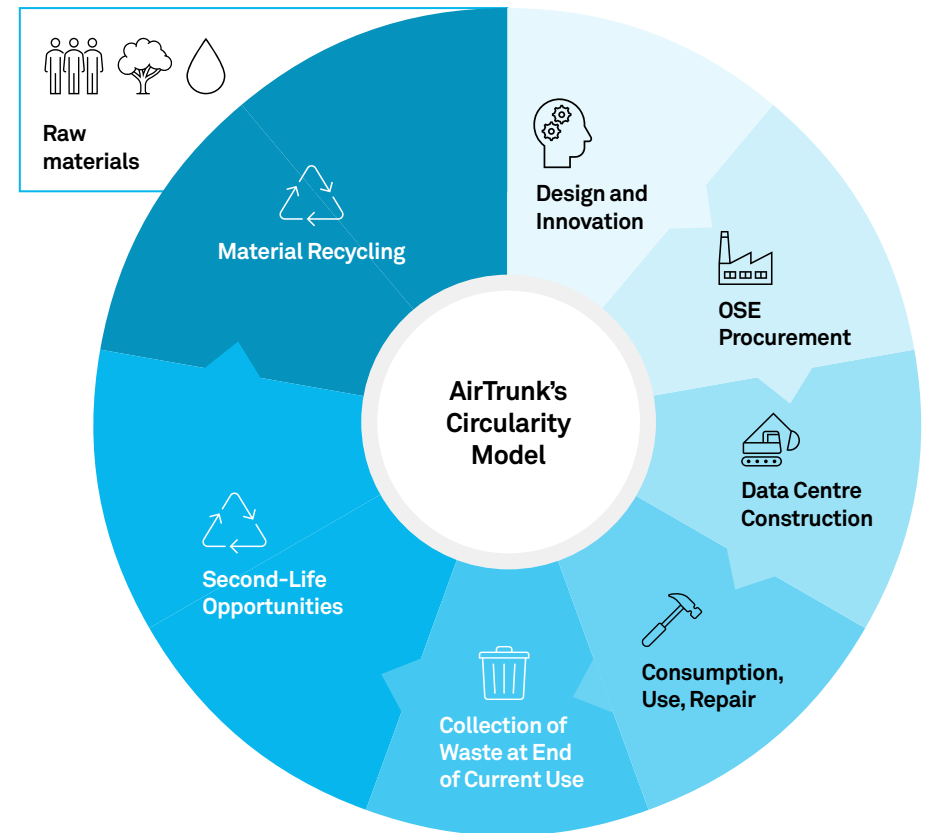 Raw
materials
Design and
Innovation
OSE
Procurement
Data Centre
Construction
Consumption,
Use, Repair
Collection of
Waste at End
of Current Use
Second-Life
Opportunities
Material Recycling
AirTrunk's
Circularity
Model